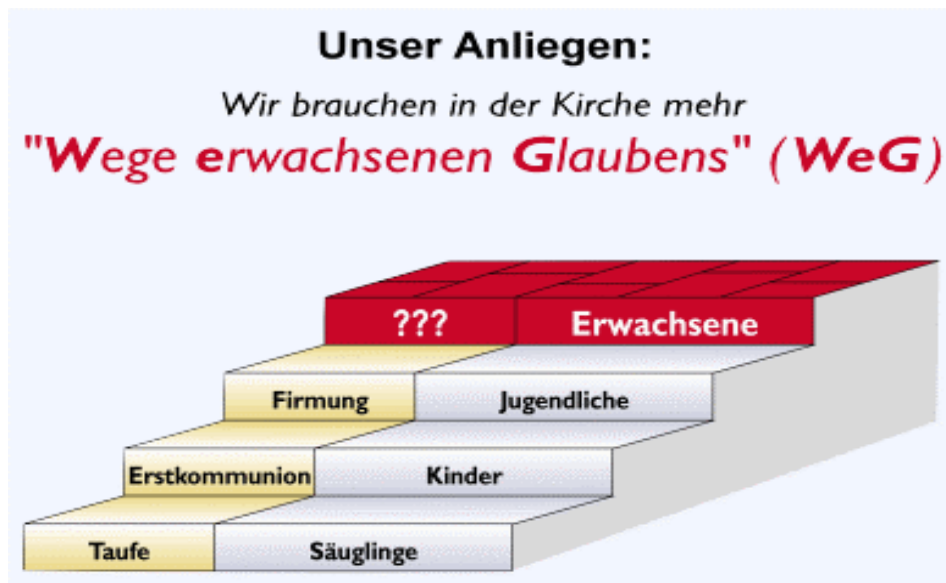 Unser Anliegen:
Wir brauchen in der Kirche mehr
"Wege erwachsenen Glaubens" (WeG)
??? Erwachsene
Firmung Jugendliche
Erstkommunion Kinder
Taufe Säuglinge